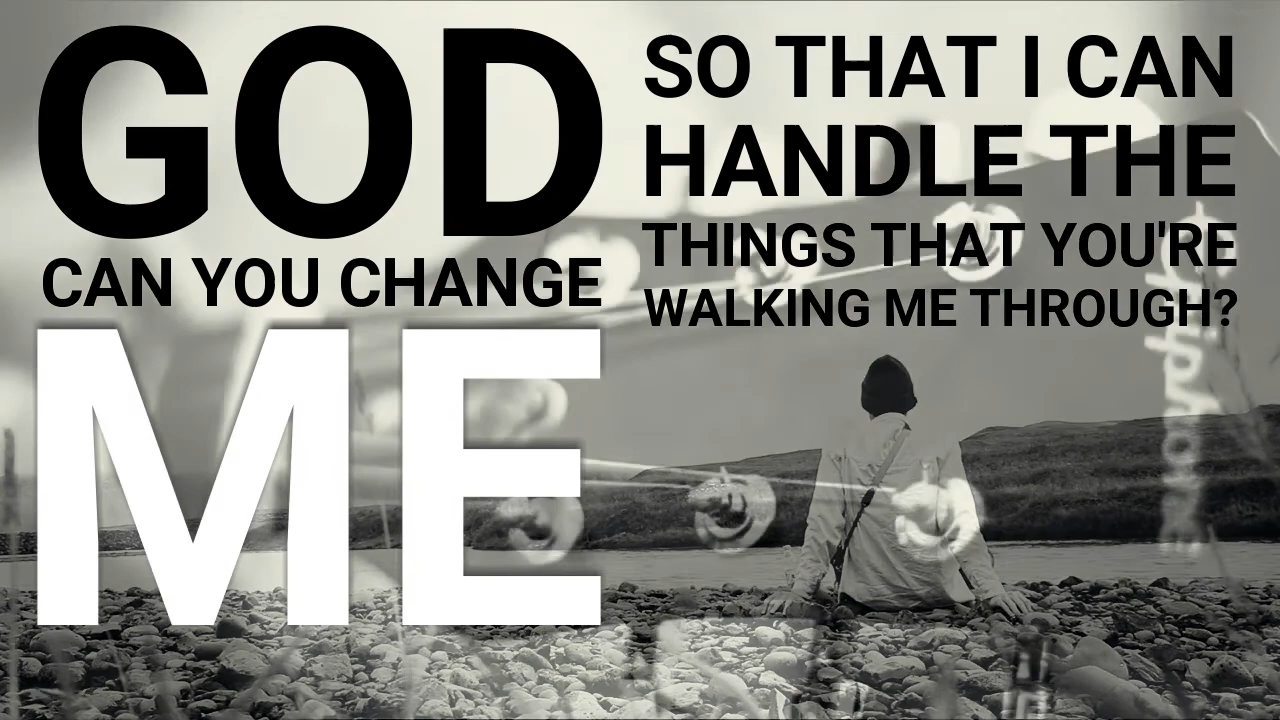 GOD
CAN YOU CHANGE
ME
SO THAT I CAN
HANDLE THE
THINGS THAT YOU'RE
WALKING ME THROUGH?